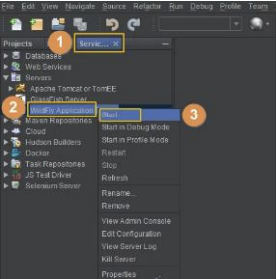 File Edit View Navigate Source Refactor Run Debug Profile Team
Projects Servic... ×
1
Databases
Web Services
Servers
Apache Tomcat or TomEE
GlassFish Server
2 WildFly Application
Maven Repositories
Cloud
Hudson Builders
Docker
Task Repositories
JS Test Driver
Selenium Server
Start 3
Start in Debug Mode
Start in Profile Mode
Restart
Stop
Refresh
Rename...
Remove
View Admin Console
Edit Configuration
View Server Log
Kill Server
Properties